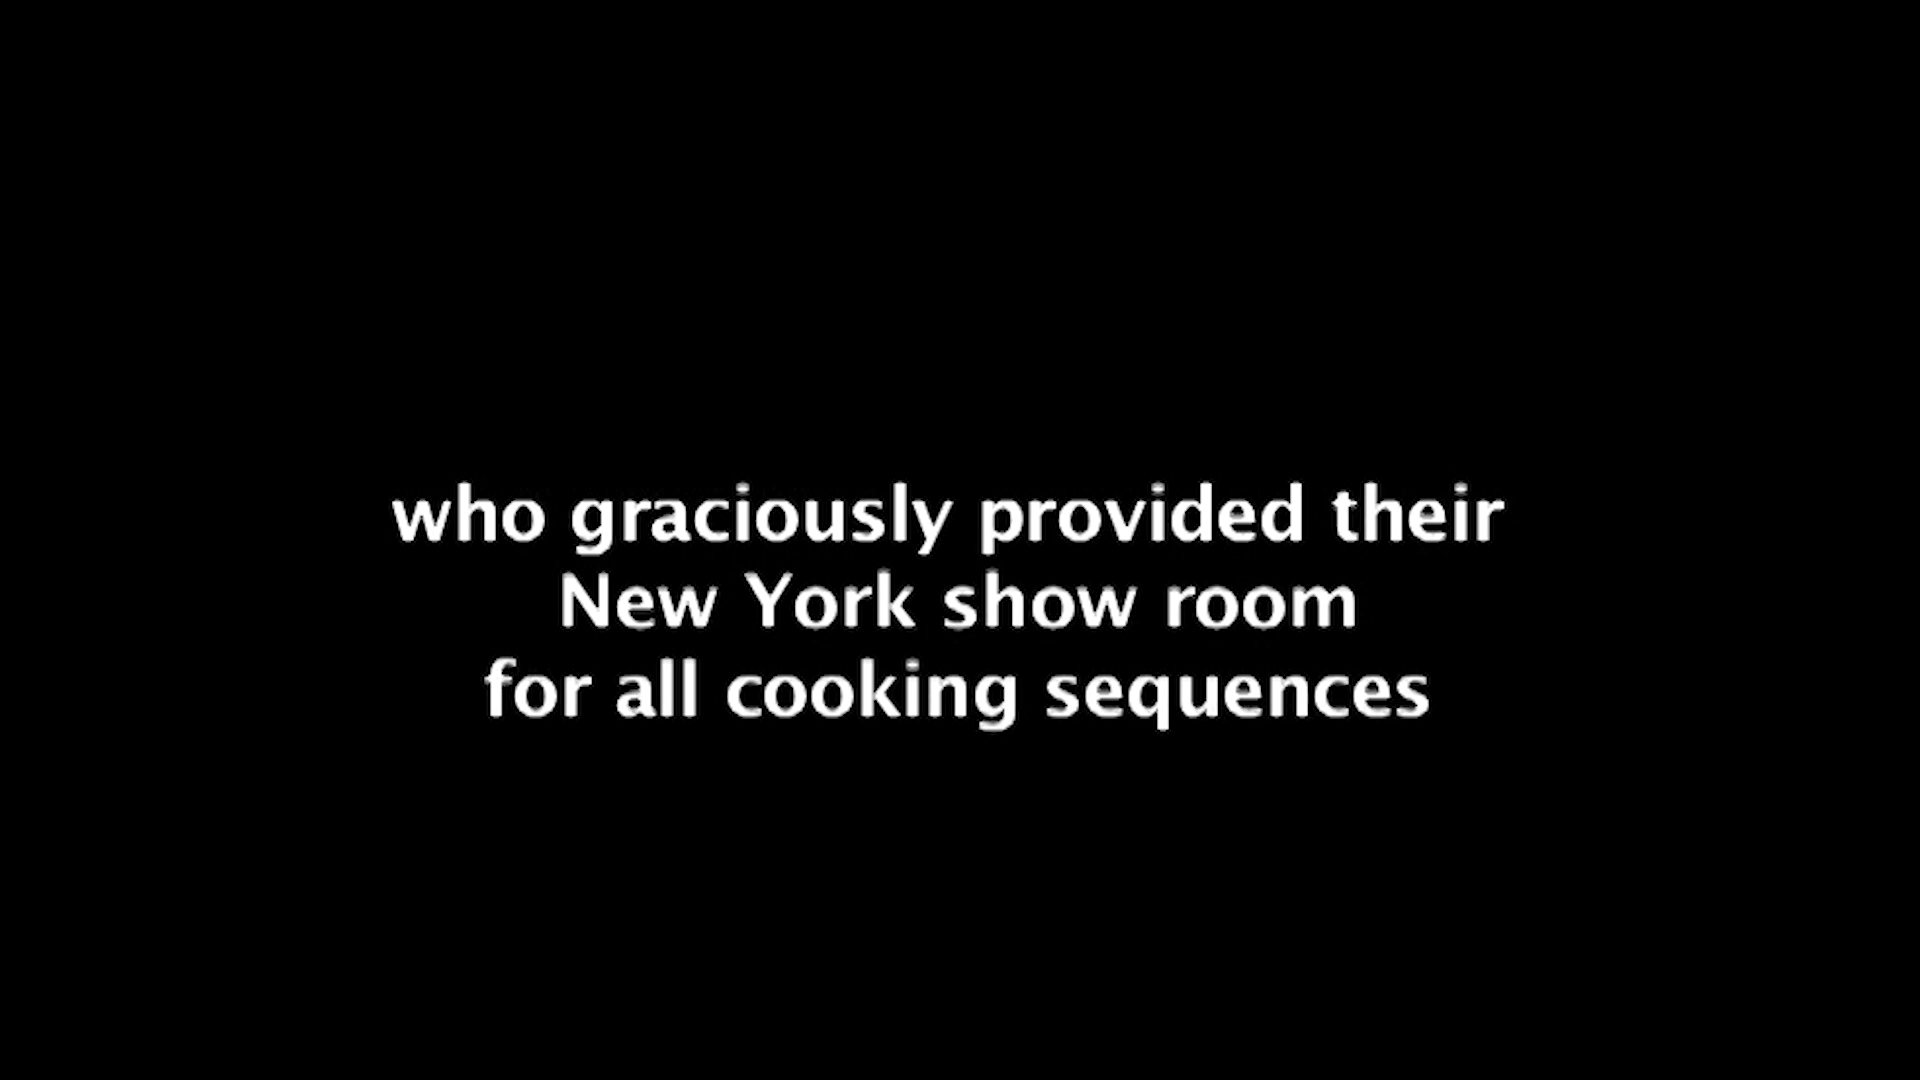 who graciously provided their
New York show room
for all cooking sequences